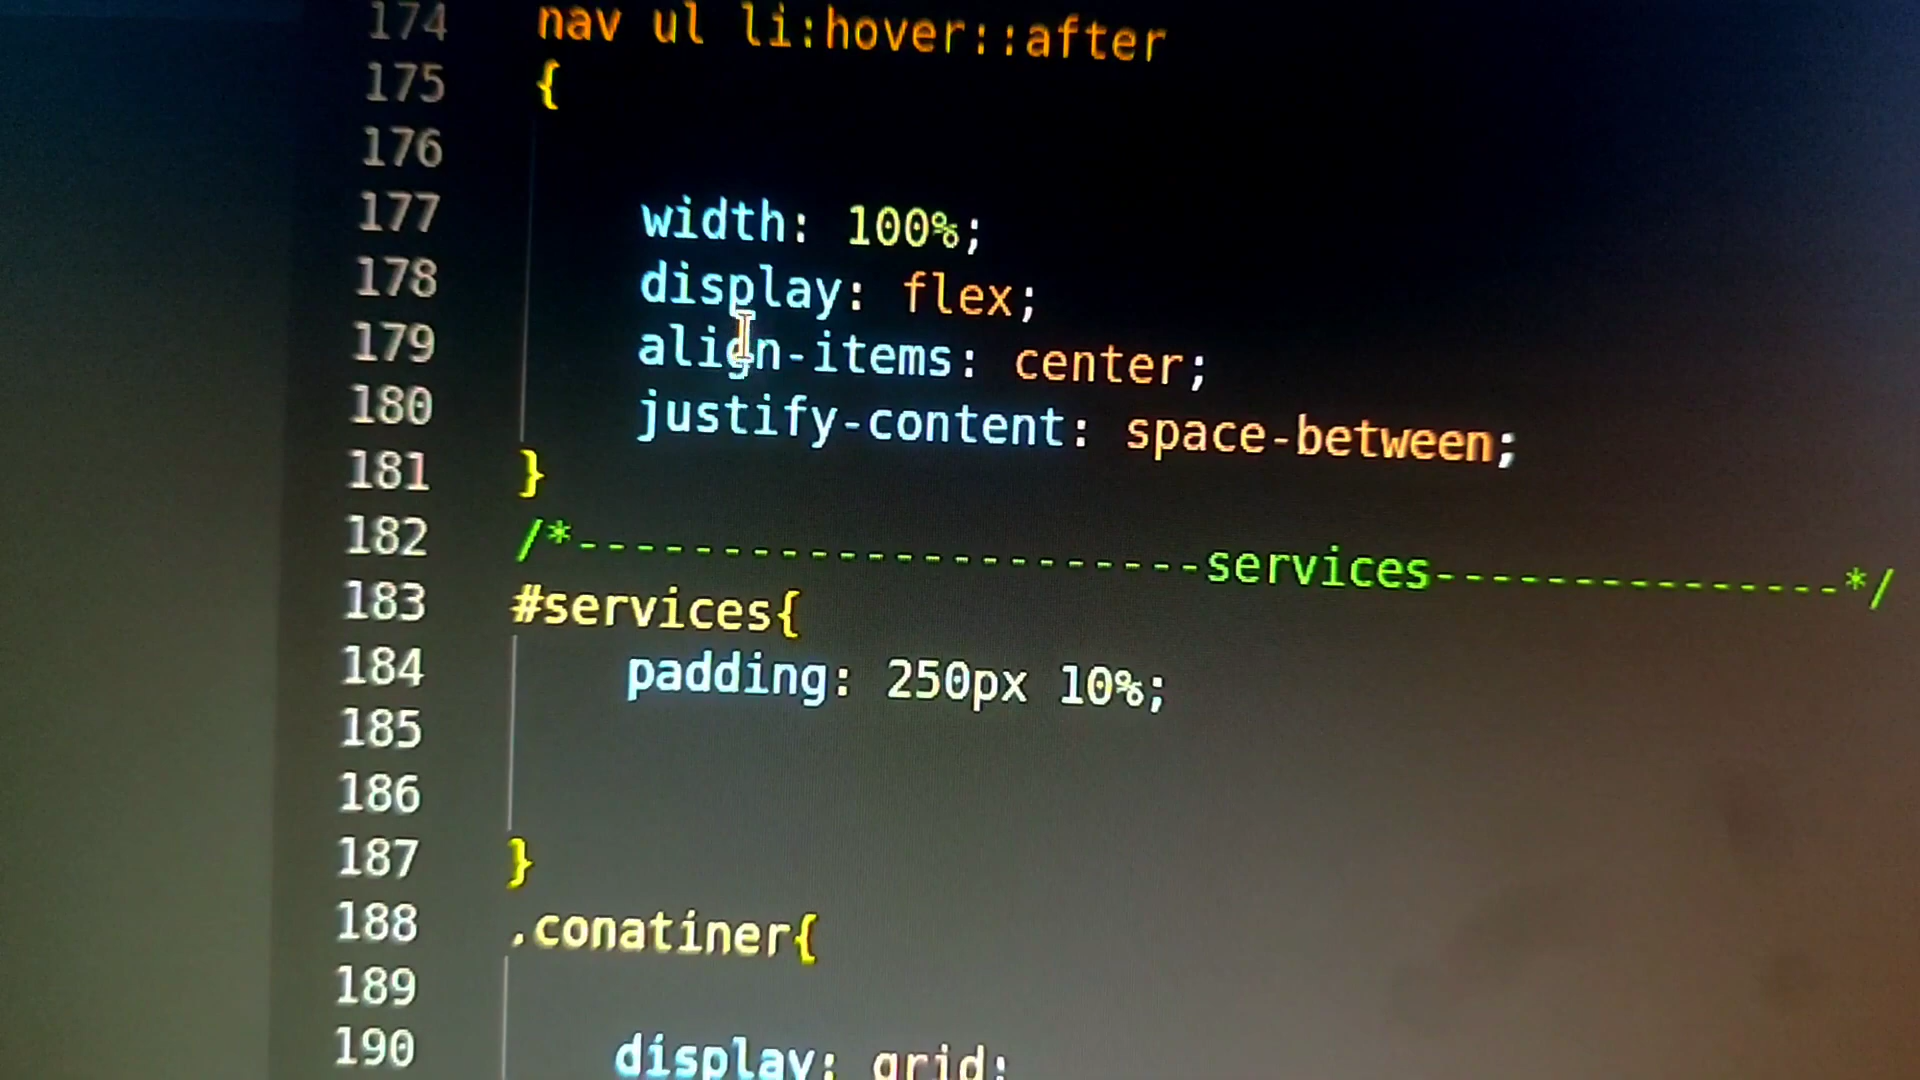 174 nav ul li:hover::after
175 {
176
177 width: 100%;
178 display: flex;
179 align-items: center;
180 justify-content: space-between;
181 }
182 /*----------------------services---------------*/
183 #services{
184 padding: 250px 10%;
185
186
187 }
188 .conatiner{
189
190 display: grid;